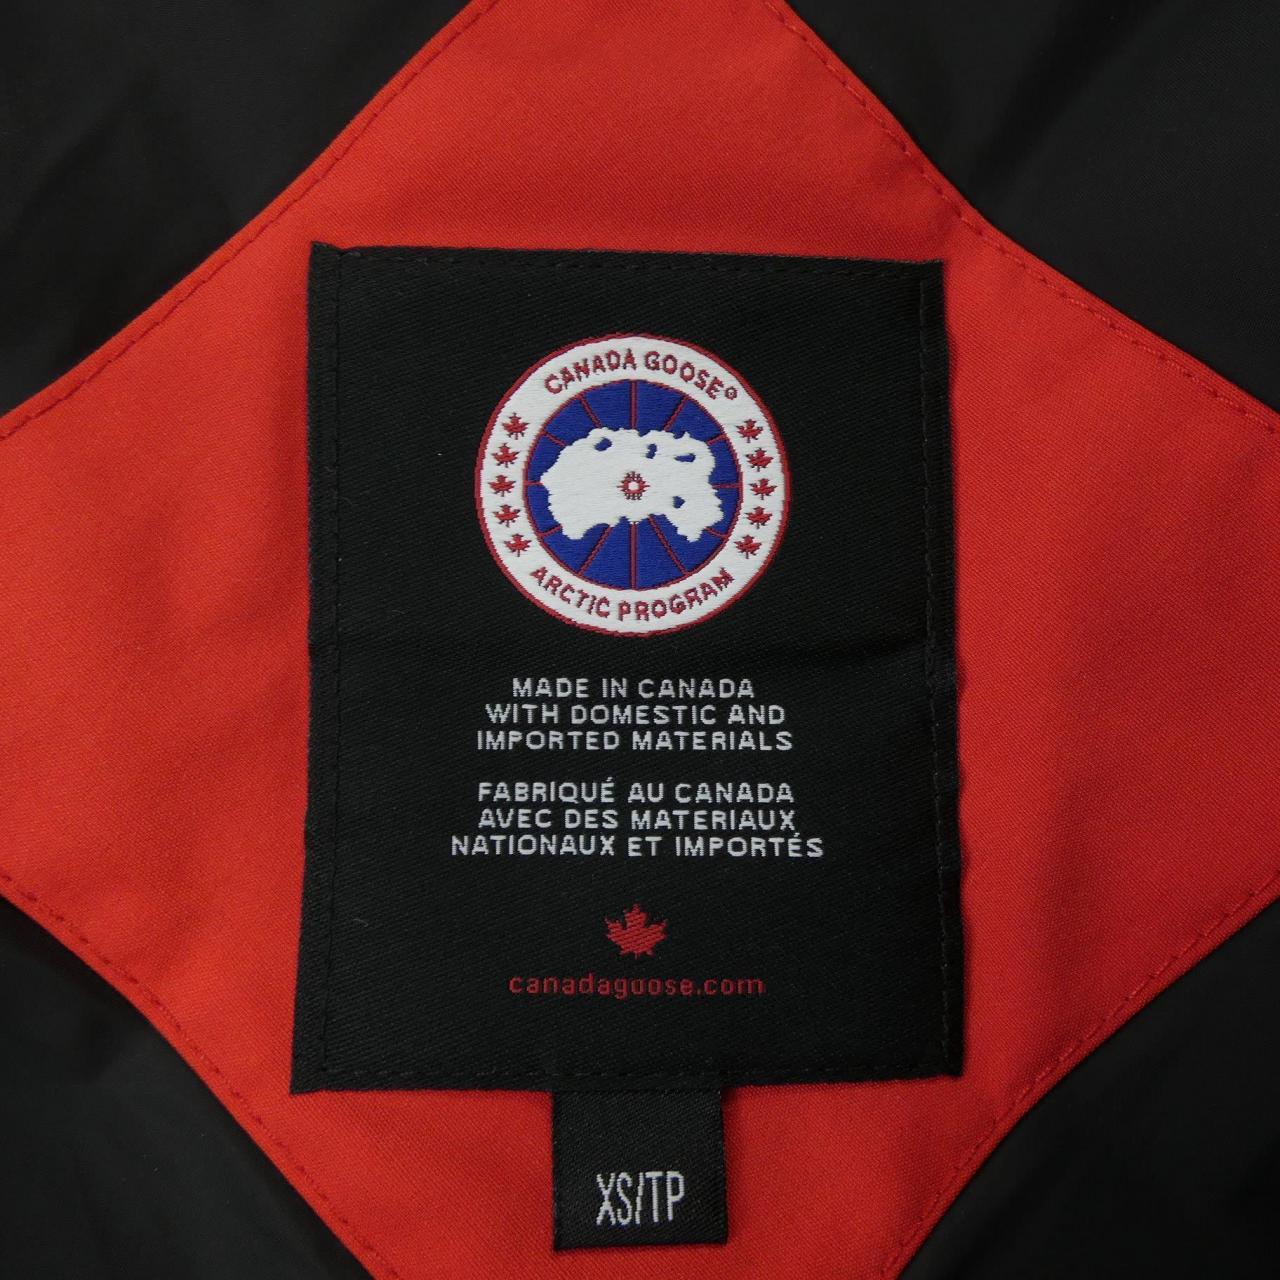 CANADA GOOSE®
ARCTIC PROGRAM
MADE IN CANADA
WITH DOMESTIC AND
IMPORTED MATERIALS
FABRIQUÉ AU CANADA
AVEC DES MATERIAUX
NATIONAUX ET IMPORTÉS
canadagoose.com
XS/TP